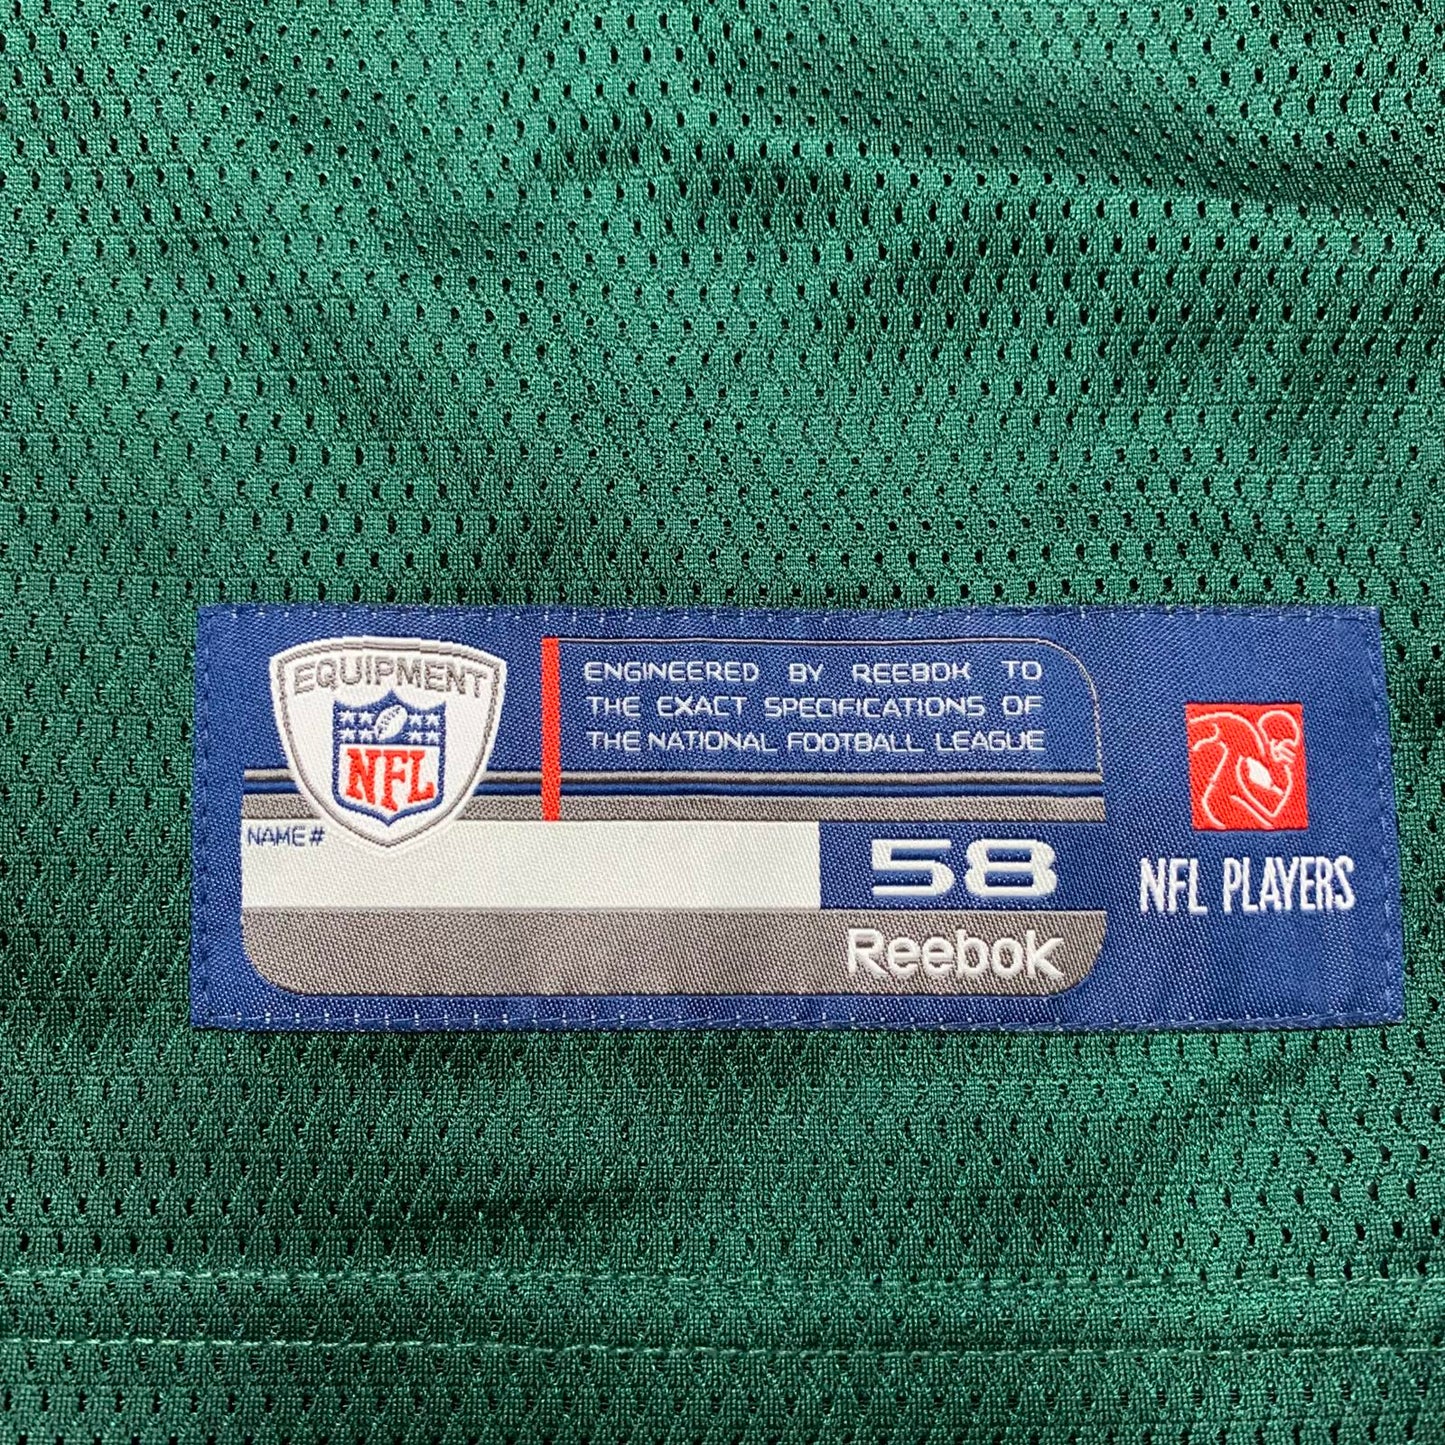 EQUIPMENT
NFL
ENGINEERED BY REEBOK TO
THE EXACT SPECIFICATIONS OF
THE NATIONAL FOOTBALL LEAGUE
NAME #
58
Reebok
NFL PLAYERS